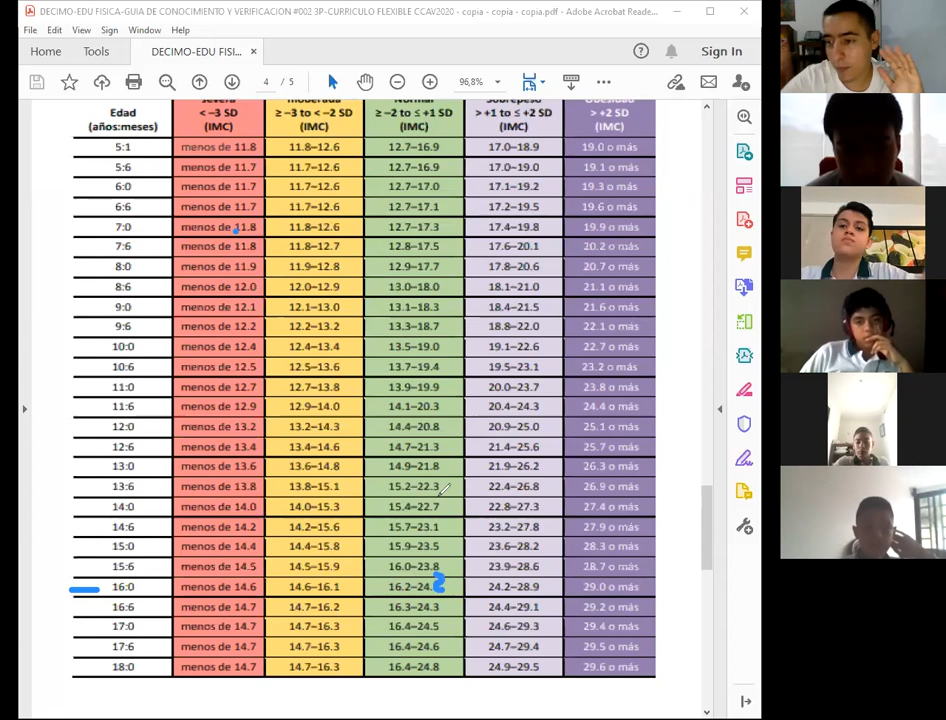 DECIMO-EDU FISICA-GUIA DE CONOCIMIENTO Y VERIFICACION #002 3P-CURRICULO FLEXIBLE CCAV2020 - copia - copia - copia.pdf - Adobe Acrobat Reade...
File Edit View Sign Window Help
Home Tools DECIMO-EDU FISI... × Sign In
4 / 5 96,8%
Edad (años:meses) severa < −3 SD (IMC) moderada ≥ −3 to < −2 SD (IMC) Normal ≥ −2 to ≤ +1 SD (IMC) Sobrepeso > +1 to ≤ +2 SD (IMC) Obesidad > +2 SD (IMC)
5:1 menos de 11.8 11.8–12.6 12.7–16.9 17.0–18.9 19.0 o más
5:6 menos de 11.7 11.7–12.6 12.7–16.9 17.0–19.0 19.1 o más
6:0 menos de 11.7 11.7–12.6 12.7–17.0 17.1–19.2 19.3 o más
6:6 menos de 11.7 11.7–12.6 12.7–17.1 17.2–19.5 19.6 o más
7:0 menos de 11.8 11.8–12.6 12.7–17.3 17.4–19.8 19.9 o más
7:6 menos de 11.8 11.8–12.7 12.8–17.5 17.6–20.1 20.2 o más
8:0 menos de 11.9 11.9–12.8 12.9–17.7 17.8–20.6 20.7 o más
8:6 menos de 12.0 12.0–12.9 13.0–18.0 18.1–21.0 21.1 o más
9:0 menos de 12.1 12.1–13.0 13.1–18.3 18.4–21.5 21.6 o más
9:6 menos de 12.2 12.2–13.2 13.3–18.7 18.8–22.0 22.1 o más
10:0 menos de 12.4 12.4–13.4 13.5–19.0 19.1–22.6 22.7 o más
10:6 menos de 12.5 12.5–13.6 13.7–19.4 19.5–23.1 23.2 o más
11:0 menos de 12.7 12.7–13.8 13.9–19.9 20.0–23.7 23.8 o más
11:6 menos de 12.9 12.9–14.0 14.1–20.3 20.4–24.3 24.4 o más
12:0 menos de 13.2 13.2–14.3 14.4–20.8 20.9–25.0 25.1 o más
12:6 menos de 13.4 13.4–14.6 14.7–21.3 21.4–25.6 25.7 o más
13:0 menos de 13.6 13.6–14.8 14.9–21.8 21.9–26.2 26.3 o más
13:6 menos de 13.8 13.8–15.1 15.2–22.3 22.4–26.8 26.9 o más
14:0 menos de 14.0 14.0–15.3 15.4–22.7 22.8–27.3 27.4 o más
14:6 menos de 14.2 14.2–15.6 15.7–23.1 23.2–27.8 27.9 o más
15:0 menos de 14.4 14.4–15.8 15.9–23.5 23.6–28.2 28.3 o más
15:6 menos de 14.5 14.5–15.9 16.0–23.8 23.9–28.6 28.7 o más
16:0 menos de 14.6 14.6–16.1 16.2–24. 24.2–28.9 29.0 o más
16:6 menos de 14.7 14.7–16.2 16.3–24.3 24.4–29.1 29.2 o más
17:0 menos de 14.7 14.7–16.3 16.4–24.5 24.6–29.3 29.4 o más
17:6 menos de 14.7 14.7–16.3 16.4–24.6 24.7–29.4 29.5 o más
18:0 menos de 14.7 14.7–16.3 16.4–24.8 24.9–29.5 29.6 o más